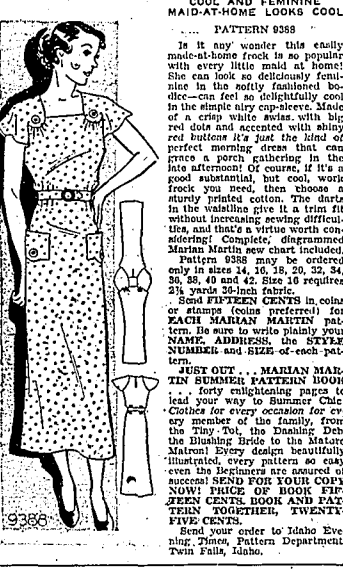 COOL AND FEMININE
MAID-AT-HOME LOOKS COOL
..... PATTERN 9388
Is it any wonder this easily
made-at-home frock is so popular
with every little maid at home!
She can look so deliciously femi-
nine in the softly fashioned bo-
dice—can feel so delightfully cool
in the simple airy cap-sleeve. Made
of a crisp white swiss with big
red dots and accented with shiny
red buttons it's just the kind of
perfect morning dress that can
grace a porch gathering in the
late afternoon! Of course, if it's a
good substantial, but cool, work
frock you need, then choose a
sturdy printed cotton. The darts
in the waistline give it a trim fit
without increasing sewing difficul-
ties, and that's a virtue worth con-
sidering! Complete, diagrammed
Marian Martin sew chart included.
Pattern 9388 may be ordered
only in sizes 14, 16, 18, 20, 32, 34,
36, 38, 40 and 42. Size 16 requires
yards 36-inch fabric.
Send FIFTEEN CENTS in coins
or stamps (coins preferred) for
EACH MARIAN MARTIN pat-
tern. Be sure to write plainly your
NAME, ADDRESS, the STYLE
NUMBER and SIZE of each pat-
tern.
JUST OUT . . . MARIAN MAR-
TIN SUMMER PATTERN BOOK
. . . forty enlightening pages to
lead your way to Summer Chic.
Clothes for every occasion for ev-
ery member of the family, from
the Tiny Tot, the Dashing Deb
the Blushing Bride to the Mature
Matron! Every design beautifully
illustrated, every pattern so easy
even the Beginners are assured of
success! SEND FOR YOUR COPY
NOW! PRICE OF BOOK FIF-
TEEN CENTS. BOOK AND PAT-
TERN TOGETHER, TWENTY-
FIVE CENTS.
Send your order to Idaho Eve-
ning Times, Pattern Department
Twin Falls, Idaho.
9388